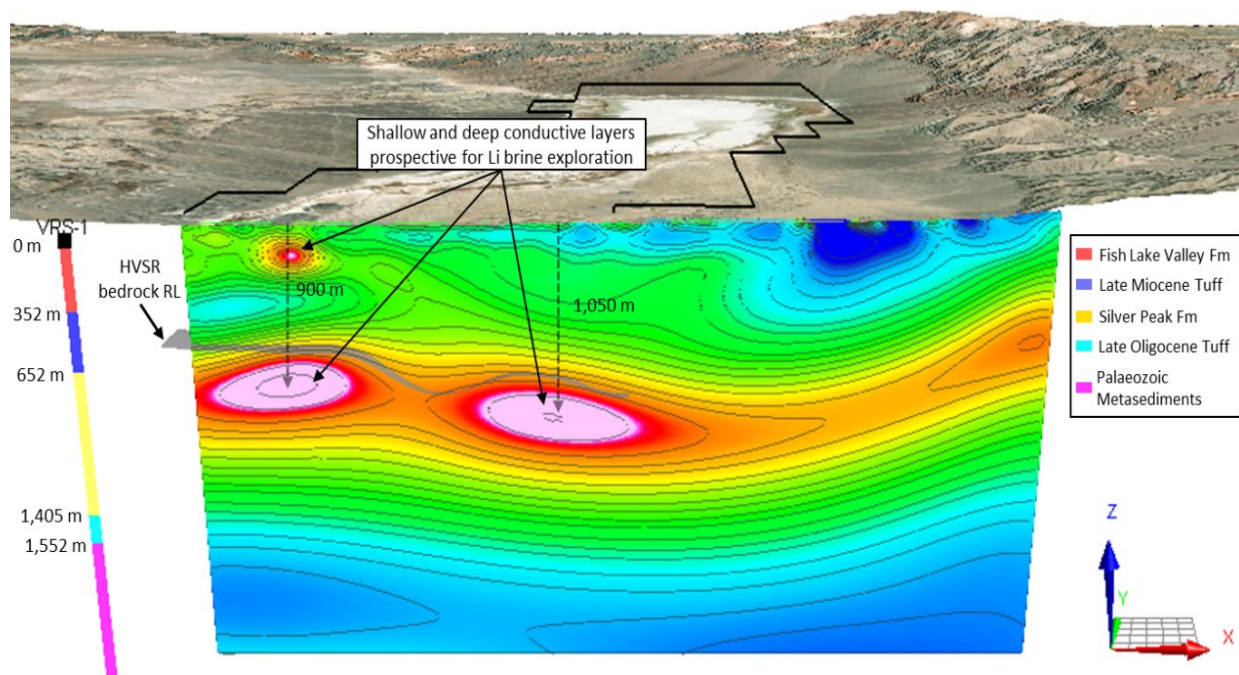 Shallow and deep conductive layers
prospective for Li brine exploration
VRS-1
0 m
HVSR
bedrock RL
352 m
652 m
1,405 m
1,552 m
900 m
1,050 m
Fish Lake Valley Fm
Late Miocene Tuff
Silver Peak Fm
Late Oligocene Tuff
Palaeozoic
Metasediments
Z
Y
X